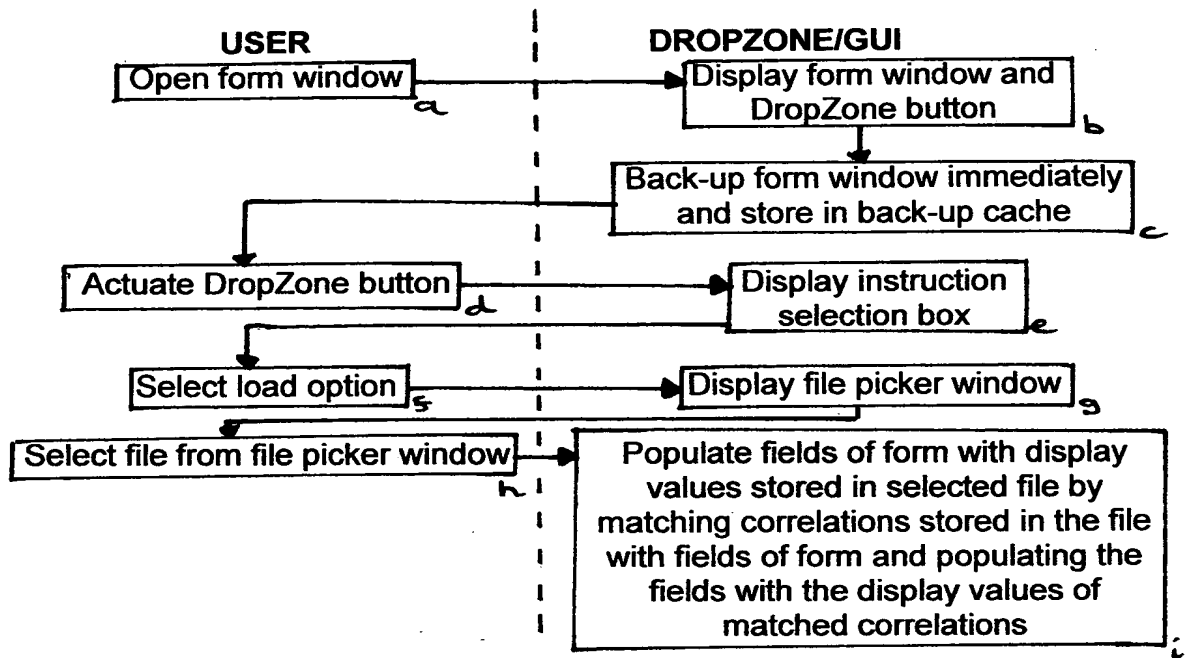 USER
DROPZONE/GUI
Open form window
a
Display form window and
DropZone button
b
Back-up form window immediately
and store in back-up cache
c
Actuate DropZone button
d
Display instruction
selection box
e
Select load option
f
Display file picker window
g
Select file from file picker window
h
Populate fields of form with display
values stored in selected file by
matching correlations stored in the file
with fields of form and populating the
fields with the display values of
matched correlations
i